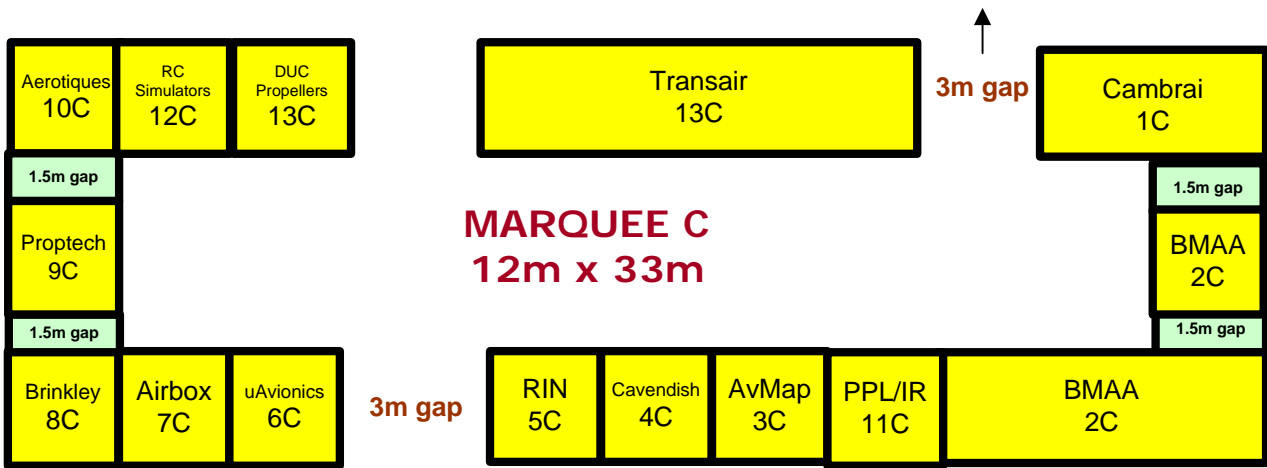 Aerotiques
10C
RC
Simulators
12C
DUC
Propellers
13C
Transair
13C
3m gap
Cambrai
1C
1.5m gap
1.5m gap
MARQUEE C
12m x 33m
Proptech
9C
BMAA
2C
1.5m gap
1.5m gap
Brinkley
8C
Airbox
7C
uAvionics
6C
3m gap
RIN
5C
Cavendish
4C
AvMap
3C
PPL/IR
11C
BMAA
2C